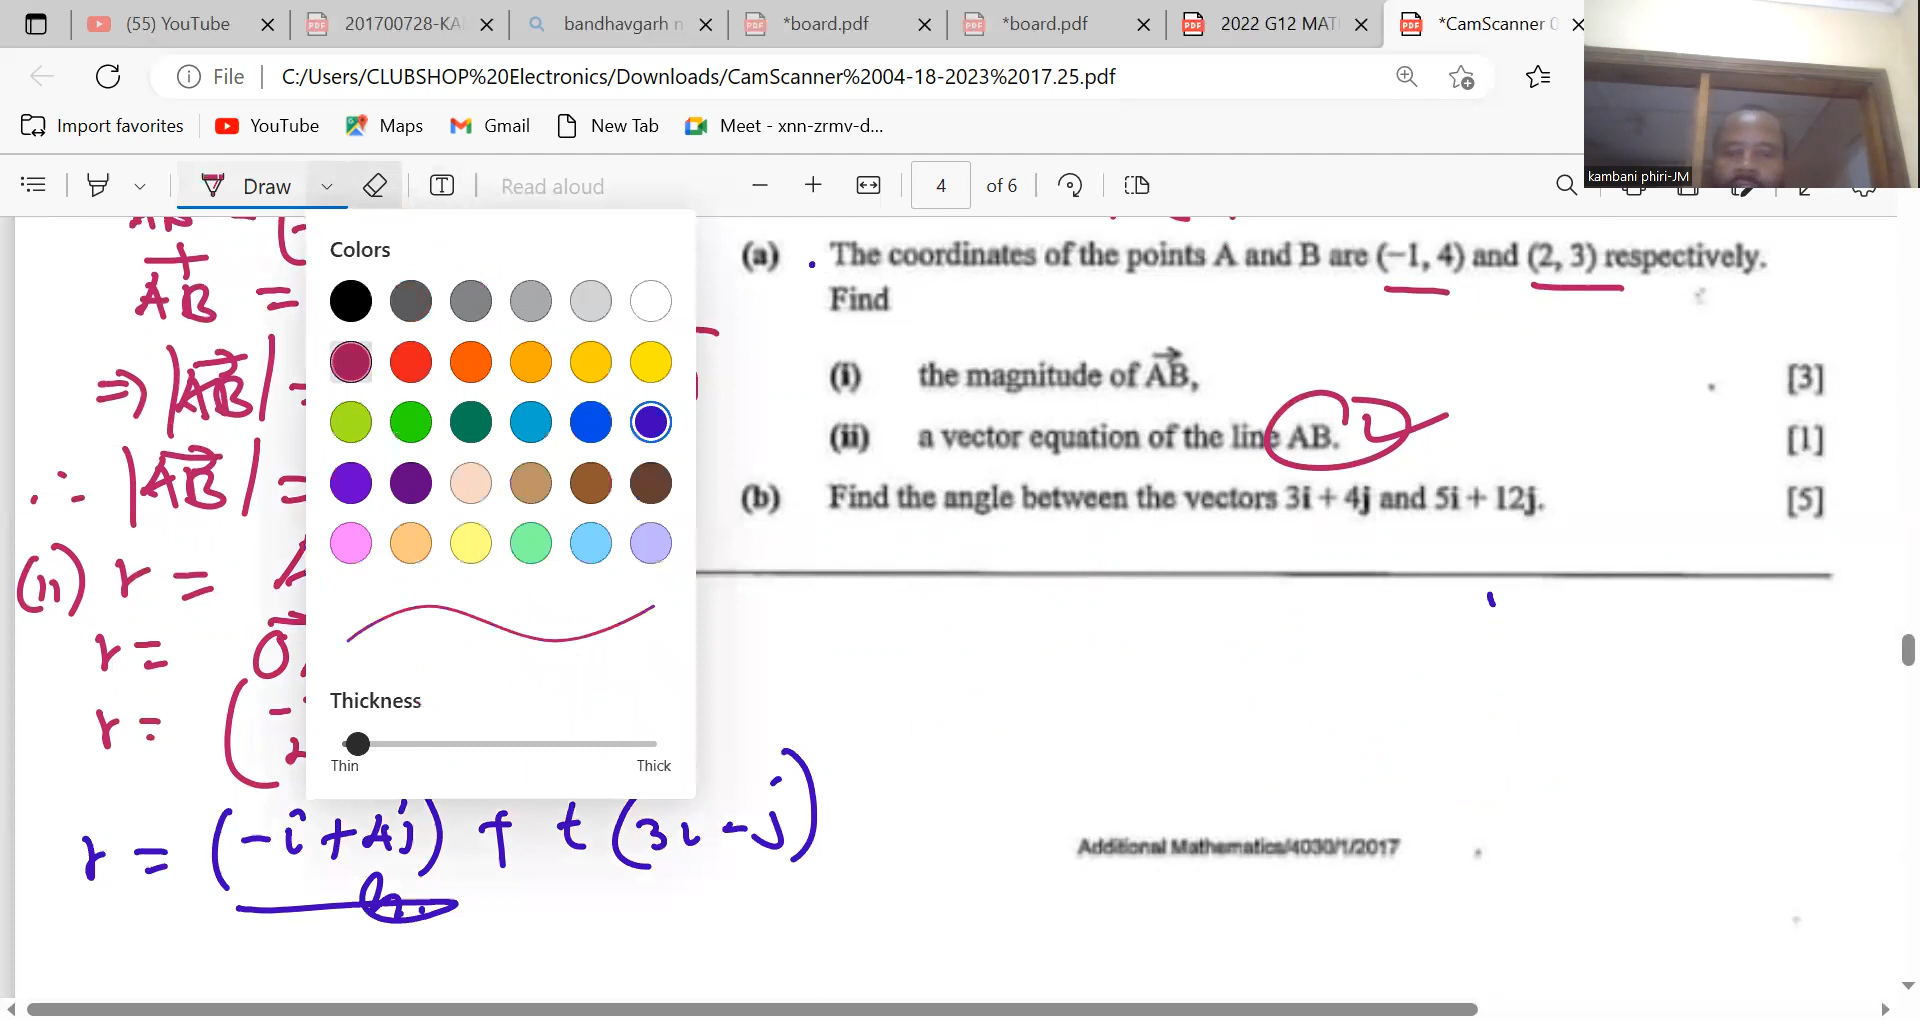 (55) YouTube
201700728-KA
bandhavgarh n
*board.pdf
*board.pdf
2022 G12 MAT
*CamScanner 0
File
C:/Users/CLUBSHOP%20Electronics/Downloads/CamScanner%2004-18-2023%2017.25.pdf
Import favorites
YouTube
Maps
Gmail
New Tab
Meet - xnn-zrmv-d...
kambani phiri-JM
Draw
Read aloud
4 of 6
AB =
⇒ |AB| =
∴ |AB| =
(ii) r =
r =
r =
r = (-i + 4j) + t (3i - j)
Colors
Thickness
Thin
Thick
(a) The coordinates of the points A and B are (−1, 4) and (2, 3) respectively.
Find
(i) the magnitude of AB, [3]
(ii) a vector equation of the line AB. [1]
(b) Find the angle between the vectors 3i + 4j and 5i + 12j. [5]
Additional Mathematics/4030/1/2017